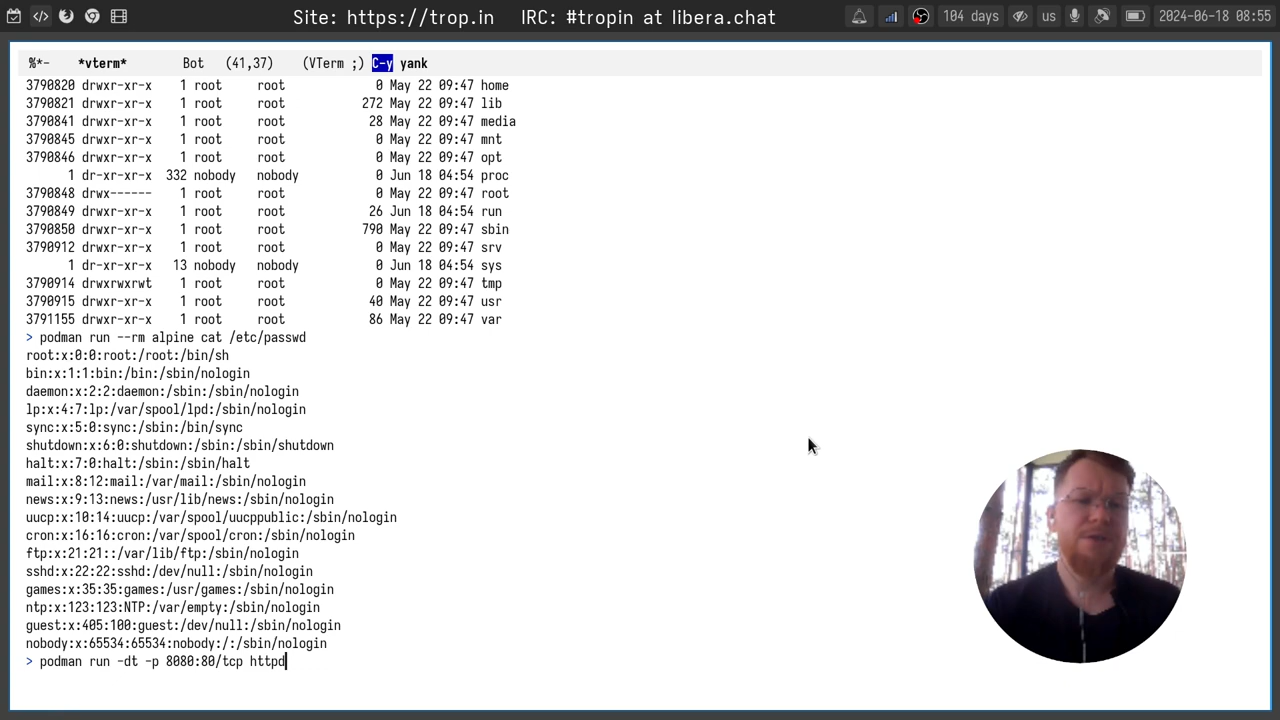 Site: https://trop.in   IRC: #tropin at libera.chat
104 days
us
2024-06-18 08:55
%*-    *vterm*        Bot   (41,37)    (VTerm ;) C-y yank
3790820 drwxr-xr-x    1 root     root             0 May 22 09:47 home
3790821 drwxr-xr-x    1 root     root           272 May 22 09:47 lib
3790841 drwxr-xr-x    1 root     root            28 May 22 09:47 media
3790845 drwxr-xr-x    1 root     root             0 May 22 09:47 mnt
3790846 drwxr-xr-x    1 root     root             0 May 22 09:47 opt
      1 dr-xr-xr-x  332 nobody   nobody           0 Jun 18 04:54 proc
3790848 drwx------    1 root     root             0 May 22 09:47 root
3790849 drwxr-xr-x    1 root     root            26 Jun 18 04:54 run
3790850 drwxr-xr-x    1 root     root           790 May 22 09:47 sbin
3790912 drwxr-xr-x    1 root     root             0 May 22 09:47 srv
      1 dr-xr-xr-x   13 nobody   nobody           0 Jun 18 04:54 sys
3790914 drwxrwxrwt    1 root     root             0 May 22 09:47 tmp
3790915 drwxr-xr-x    1 root     root            40 May 22 09:47 usr
3791155 drwxr-xr-x    1 root     root            86 May 22 09:47 var
> podman run --rm alpine cat /etc/passwd
root:x:0:0:root:/root:/bin/sh
bin:x:1:1:bin:/bin:/sbin/nologin
daemon:x:2:2:daemon:/sbin:/sbin/nologin
lp:x:4:7:lp:/var/spool/lpd:/sbin/nologin
sync:x:5:0:sync:/sbin:/bin/sync
shutdown:x:6:0:shutdown:/sbin:/sbin/shutdown
halt:x:7:0:halt:/sbin:/sbin/halt
mail:x:8:12:mail:/var/mail:/sbin/nologin
news:x:9:13:news:/usr/lib/news:/sbin/nologin
uucp:x:10:14:uucp:/var/spool/uucppublic:/sbin/nologin
cron:x:16:16:cron:/var/spool/cron:/sbin/nologin
ftp:x:21:21::/var/lib/ftp:/sbin/nologin
sshd:x:22:22:sshd:/dev/null:/sbin/nologin
games:x:35:35:games:/usr/games:/sbin/nologin
ntp:x:123:123:NTP:/var/empty:/sbin/nologin
guest:x:405:100:guest:/dev/null:/sbin/nologin
nobody:x:65534:65534:nobody:/:/sbin/nologin
> podman run -dt -p 8080:80/tcp httpd